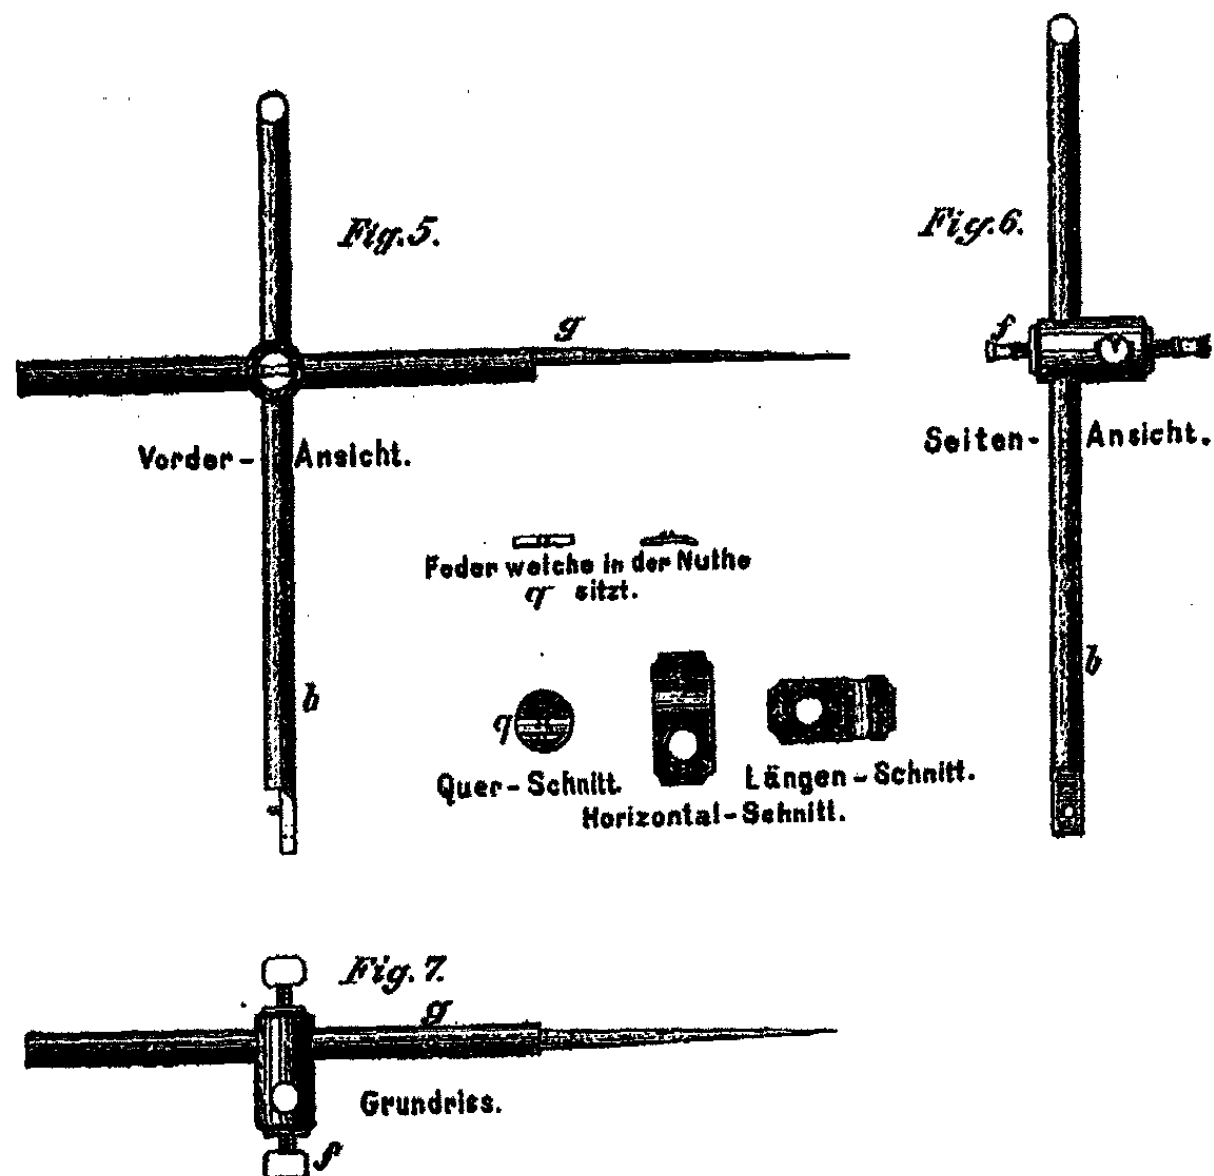 Fig. 5.
g
Vorder-Ansicht.
b
Fig. 6.
f
Seiten-Ansicht.
b
Feder welche in der Nuthe
q sitzt.
q
Quer-Schnitt.
Horizontal-Schnitt.
Längen-Schnitt.
Fig. 7.
g
Grundriss.
f